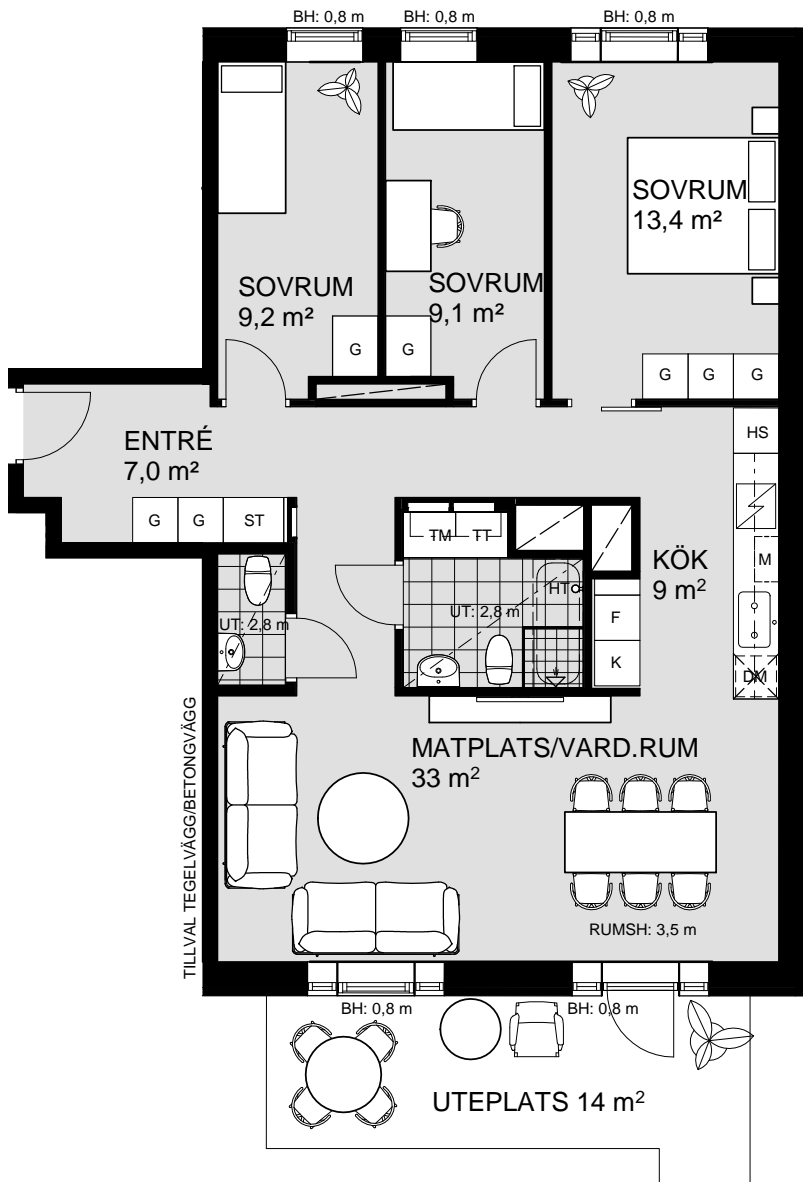 BH: 0,8 m
BH: 0,8 m
BH: 0,8 m
SOVRUM
13,4 m²
SOVRUM
9,2 m²
SOVRUM
9,1 m²
G
G
G
G
G
ENTRÉ
7,0 m²
HS
G
G
ST
TM
TT
KÖK
9 m²
M
HT
UT: 2,8 m
UT: 2,8 m
F
K
DM
TILLVAL TEGELVÄGG/BETONGVÄGG
MATPLATS/VARD.RUM
33 m²
RUMSH: 3,5 m
BH: 0,8 m
BH: 0,8 m
UTEPLATS 14 m²